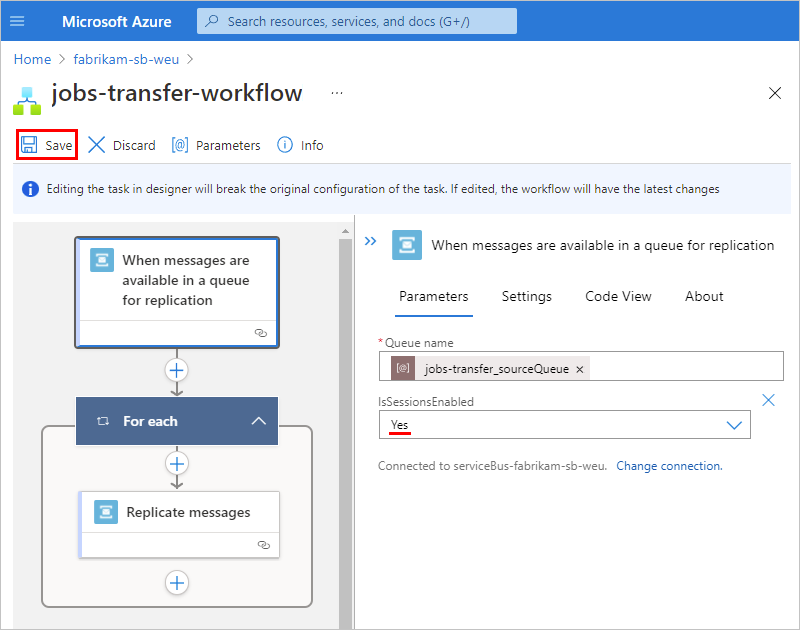 Microsoft Azure
Search resources, services, and docs (G+/)
Home > fabrikam-sb-weu >
jobs-transfer-workflow ...
Save Discard [@] Parameters Info
Editing the task in designer will break the original configuration of the task. If edited, the workflow will have the latest changes
When messages are
available in a queue
for replication
For each
Replicate messages
When messages are available in a queue for replication
Parameters Settings Code View About
* Queue name
[@] jobs-transfer_sourceQueue ×
IsSessionsEnabled
Yes
Connected to serviceBus-fabrikam-sb-weu. Change connection.